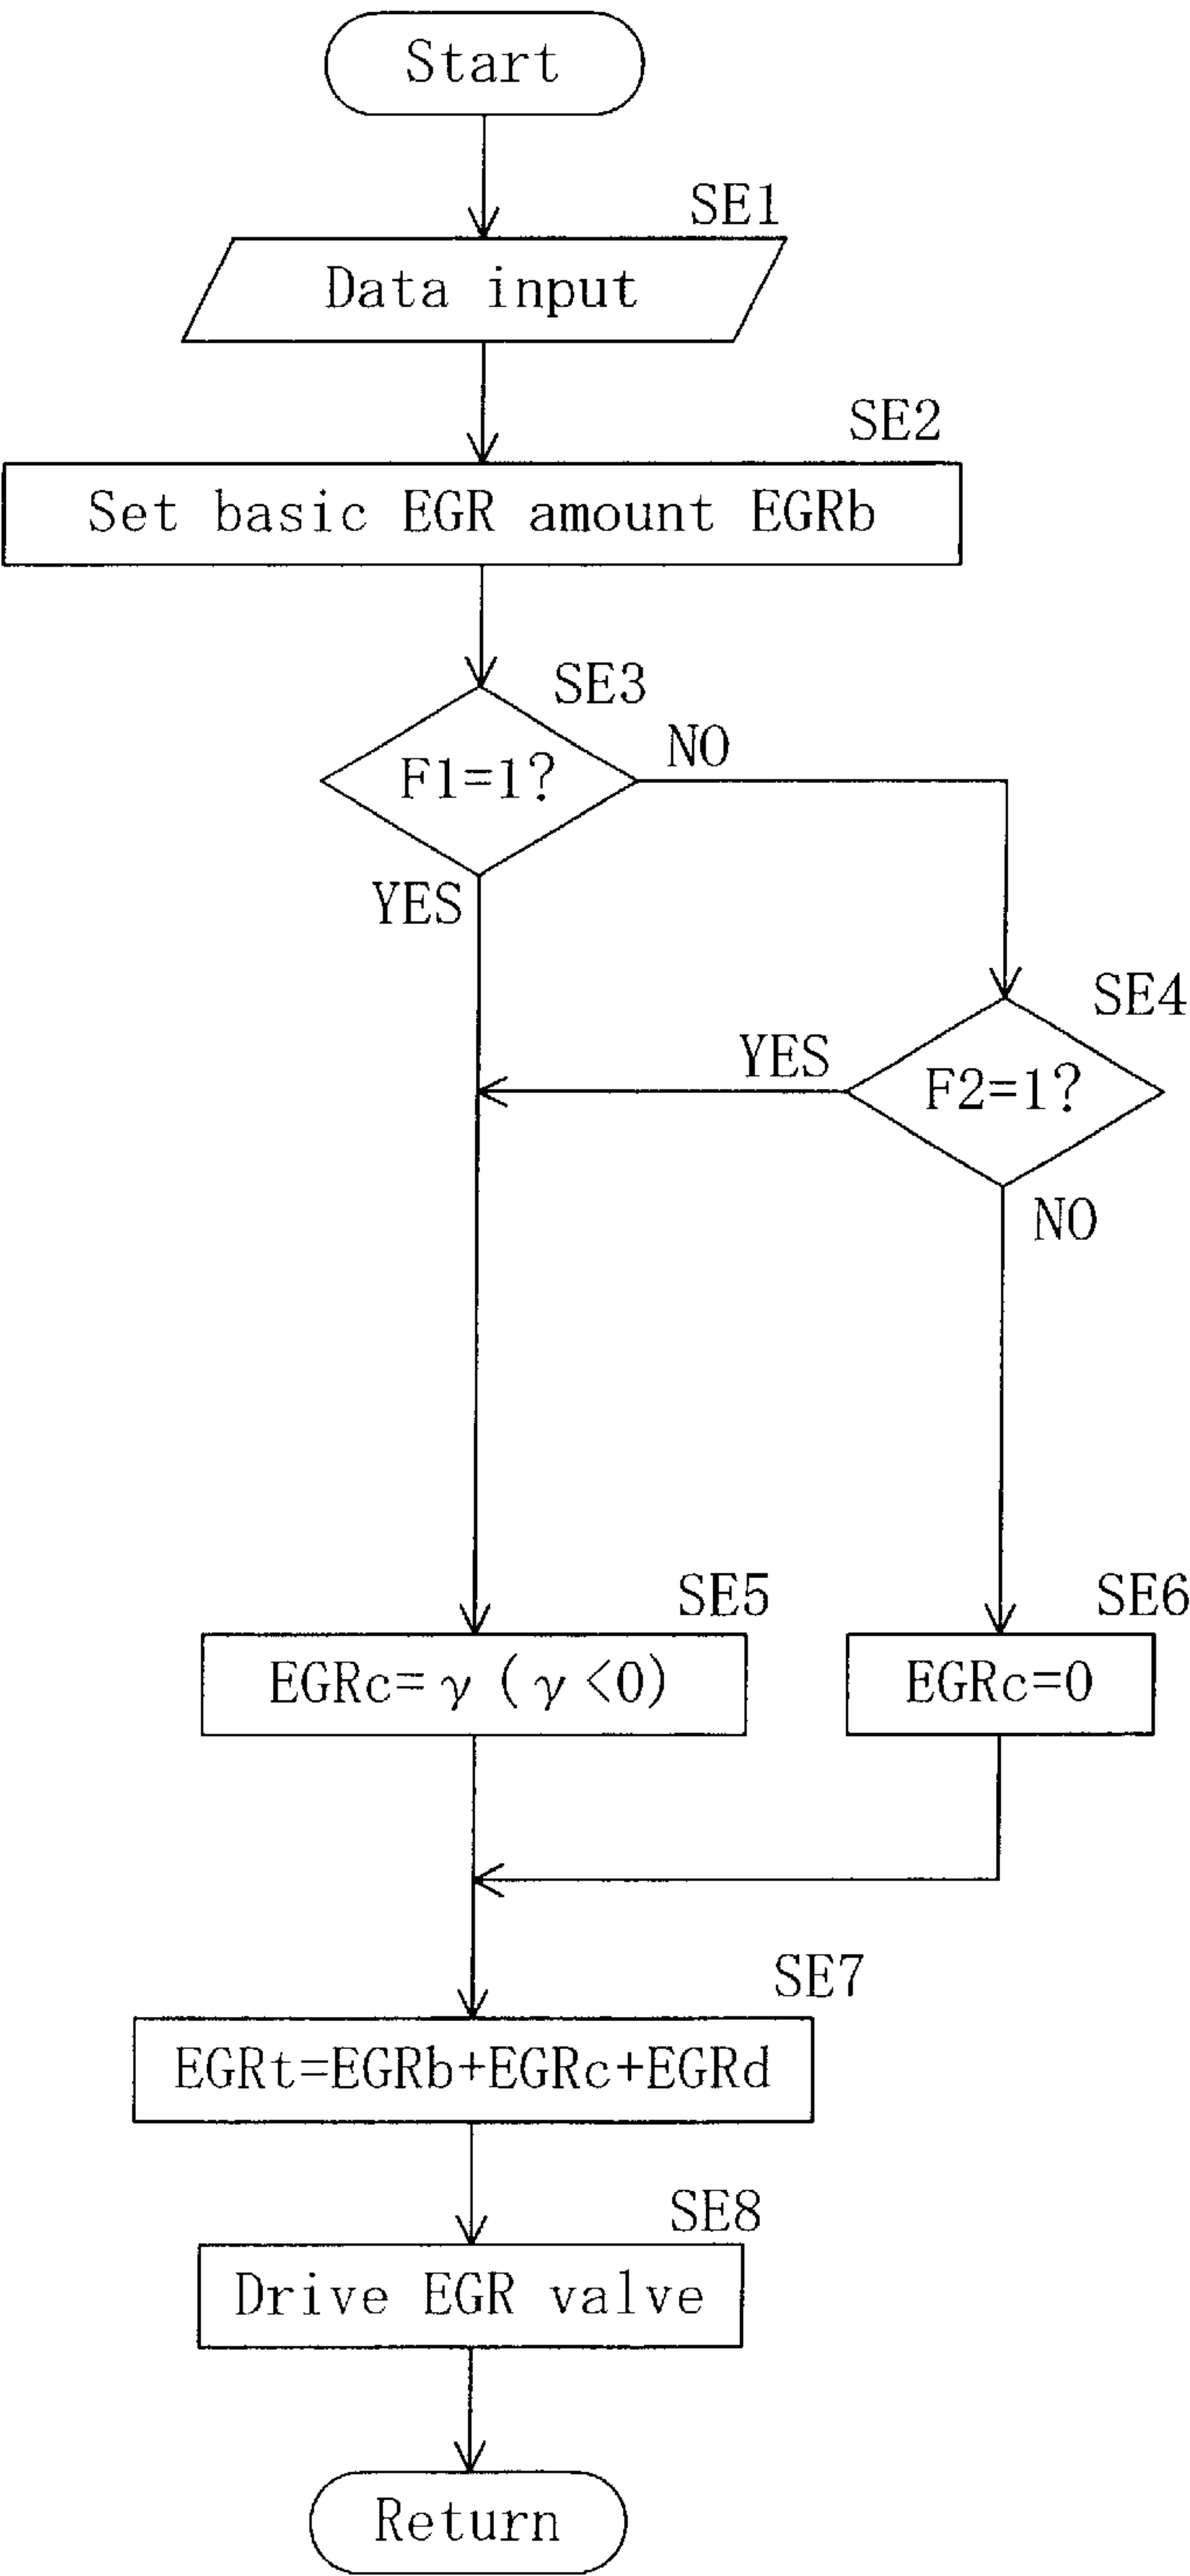 Start
SE1
Data input
SE2
Set basic EGR amount EGRb
SE3
F1=1?
NO
YES
SE4
YES
F2=1?
NO
SE5
SE6
EGRc=γ (γ<0)
EGRc=0
SE7
EGRt=EGRb+EGRc+EGRd
SE8
Drive EGR valve
Return